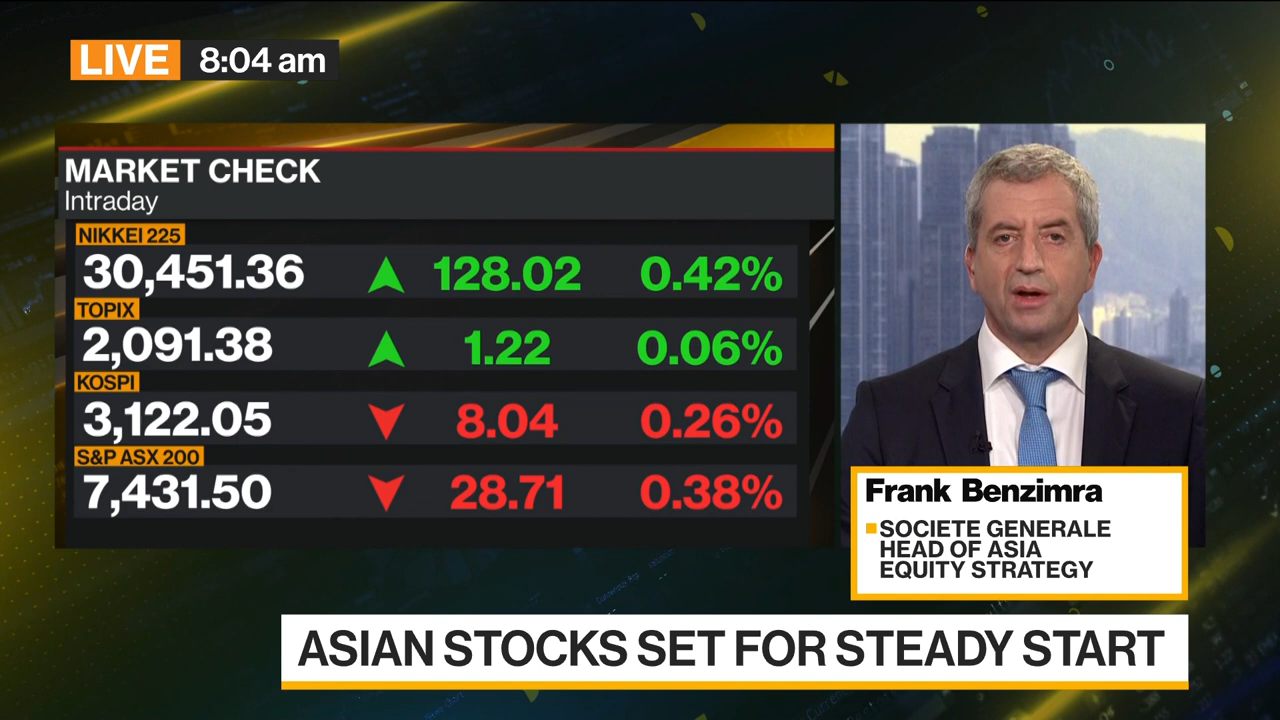 LIVE 8:04 am
MARKET CHECK
Intraday
NIKKEI 225
30,451.36 128.02 0.42%
TOPIX
2,091.38 1.22 0.06%
KOSPI
3,122.05 8.04 0.26%
S&P ASX 200
7,431.50 28.71 0.38%
Frank Benzimra
SOCIETE GENERALE
HEAD OF ASIA
EQUITY STRATEGY
ASIAN STOCKS SET FOR STEADY START